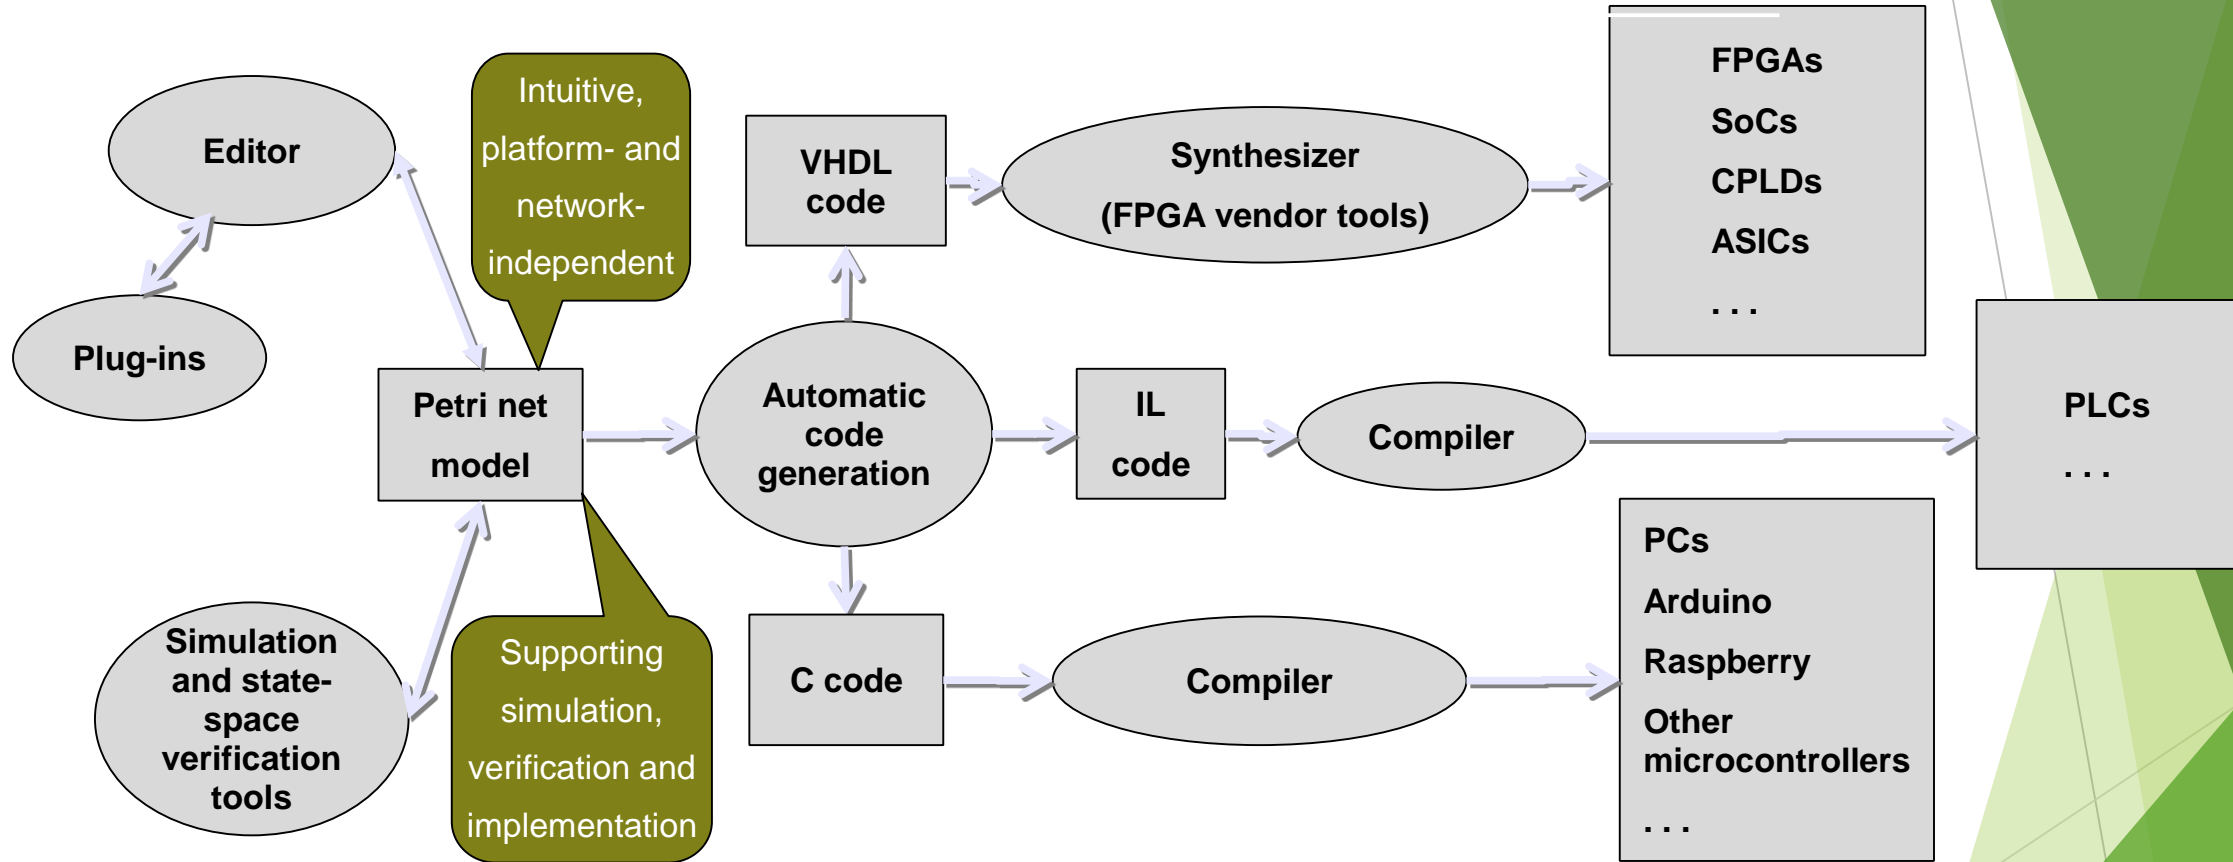 Editor
Plug-ins
Intuitive,
platform- and
network-
independent
Petri net
model
Simulation
and state-
space
verification
tools
Supporting
simulation,
verification and
implementation
Automatic
code
generation
VHDL
code
Synthesizer
(FPGA vendor tools)
FPGAs
SoCs
CPLDs
ASICs
. . .
IL
code
Compiler
PLCs
. . .
C code
Compiler
PCs
Arduino
Raspberry
Other
microcontrollers
. . .